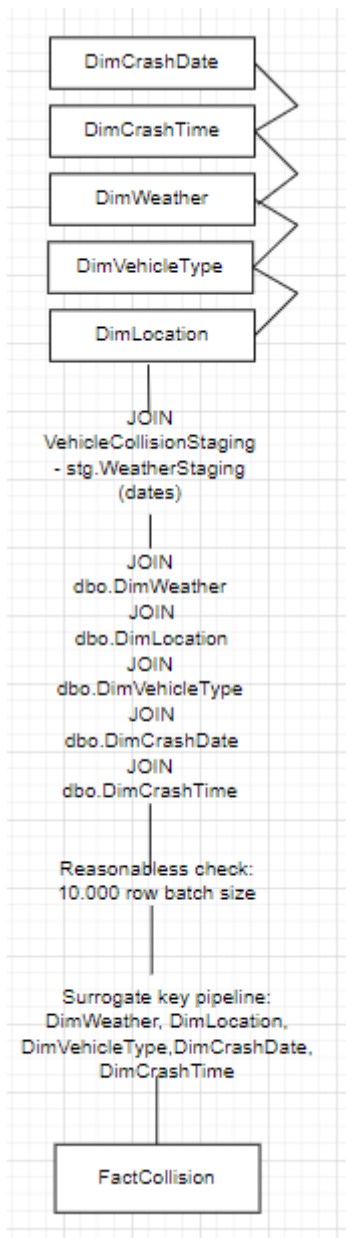 DimCrashDate
DimCrashTime
DimWeather
DimVehicleType
DimLocation
JOIN
VehicleCollisionStaging
- stg.WeatherStaging
(dates)
JOIN
dbo.DimWeather
JOIN
dbo.DimLocation
JOIN
dbo.DimVehicleType
JOIN
dbo.DimCrashDate
JOIN
dbo.DimCrashTime
Reasonabless check:
10.000 row batch size
Surrogate key pipeline:
DimWeather, DimLocation,
DimVehicleType,DimCrashDate,
DimCrashTime
FactCollision